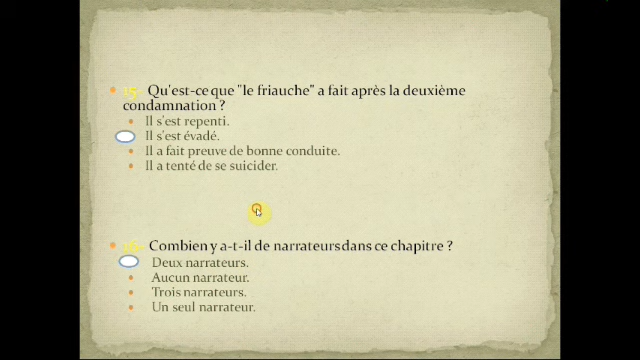 15- Qu'est-ce que "le friauche" a fait après la deuxième
condamnation ?
Il s'est repenti.
Il s'est évadé.
Il a fait preuve de bonne conduite.
Il a tenté de se suicider.
16- Combien y a-t-il de narrateurs dans ce chapitre ?
Deux narrateurs.
Aucun narrateur.
Trois narrateurs.
Un seul narrateur.